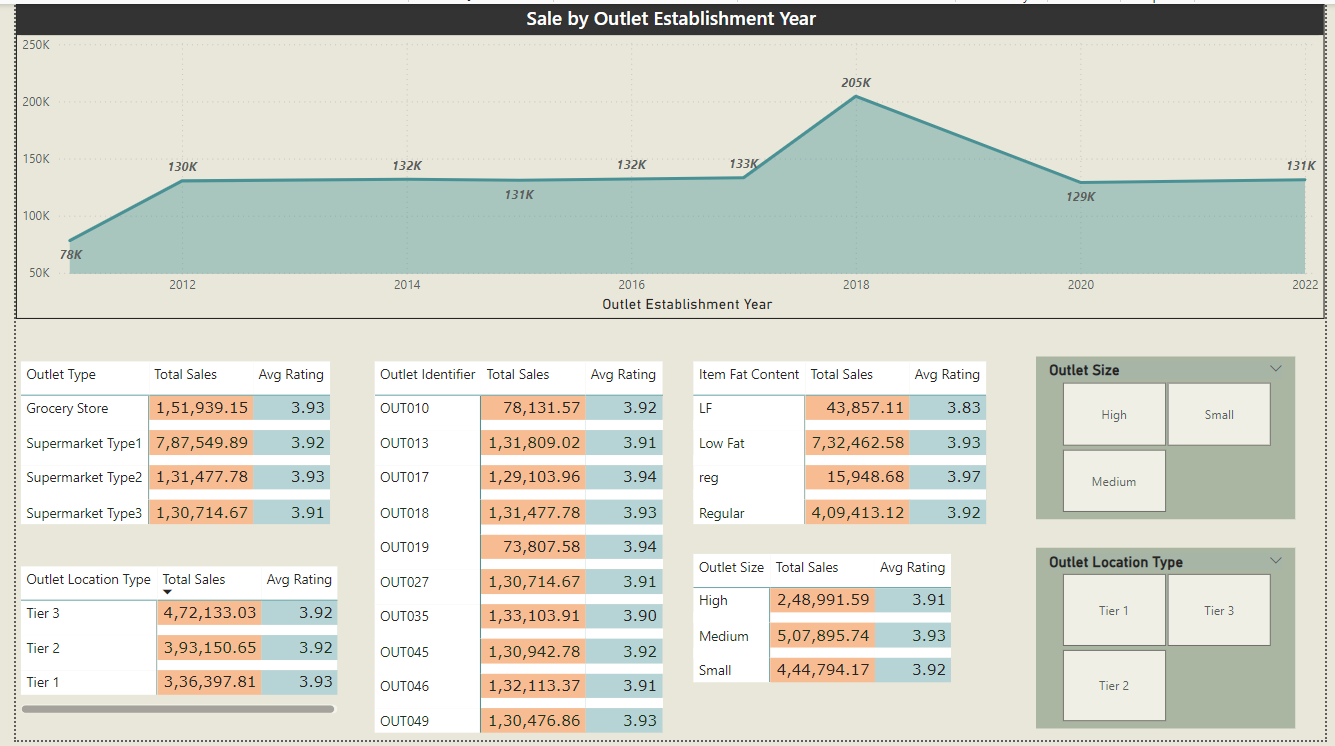 Sale by Outlet Establishment Year
250K
200K
150K
100K
50K
78K
130K
132K
131K
132K
133K
205K
129K
131K
2012 2014 2016 2018 2020 2022
Outlet Establishment Year
Outlet Type Total Sales Avg Rating
Grocery Store 1,51,939.15 3.93
Supermarket Type1 7,87,549.89 3.92
Supermarket Type2 1,31,477.78 3.93
Supermarket Type3 1,30,714.67 3.91
Outlet Location Type Total Sales Avg Rating
Tier 3 4,72,133.03 3.92
Tier 2 3,93,150.65 3.92
Tier 1 3,36,397.81 3.93
Outlet Identifier Total Sales Avg Rating
OUT010 78,131.57 3.92
OUT013 1,31,809.02 3.91
OUT017 1,29,103.96 3.94
OUT018 1,31,477.78 3.93
OUT019 73,807.58 3.94
OUT027 1,30,714.67 3.91
OUT035 1,33,103.91 3.90
OUT045 1,30,942.78 3.92
OUT046 1,32,113.37 3.91
OUT049 1,30,476.86 3.93
Item Fat Content Total Sales Avg Rating
LF 43,857.11 3.83
Low Fat 7,32,462.58 3.93
reg 15,948.68 3.97
Regular 4,09,413.12 3.92
Outlet Size Total Sales Avg Rating
High 2,48,991.59 3.91
Medium 5,07,895.74 3.93
Small 4,44,794.17 3.92
Outlet Size
High Small
Medium
Outlet Location Type
Tier 1 Tier 3
Tier 2